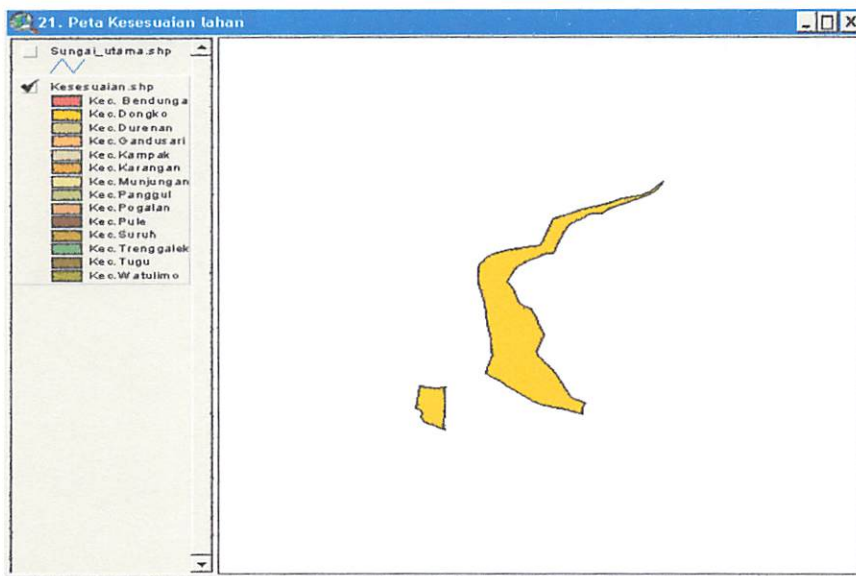 21. Peta Kesesuaian lahan
Sungai_utama.shp
Kesesuaian.shp
Kec. Bendunga
Kec.Dongko
Kec.Durenan
Kec.Gandusari
Kec.Kampak
Kec.Karangan
Kec.Munjungan
Kec.Panggul
Kec.Pogalan
Kec.Pule
Kec.Suruh
Kec.Trenggalek
Kec.Tugu
Kec.Watulimo